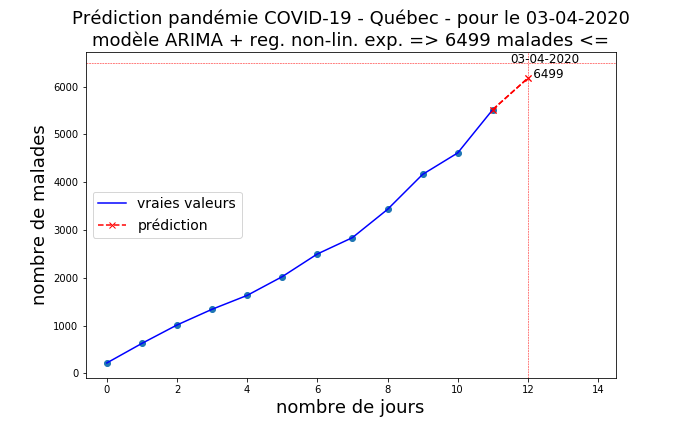 Prédiction pandémie COVID-19 - Québec - pour le 03-04-2020
modèle ARIMA + reg. non-lin. exp. => 6499 malades <=
03-04-2020
6499
6000
5000
4000
3000
2000
1000
0
nombre de malades
vraies valeurs
prédiction
0 2 4 6 8 10 12 14
nombre de jours